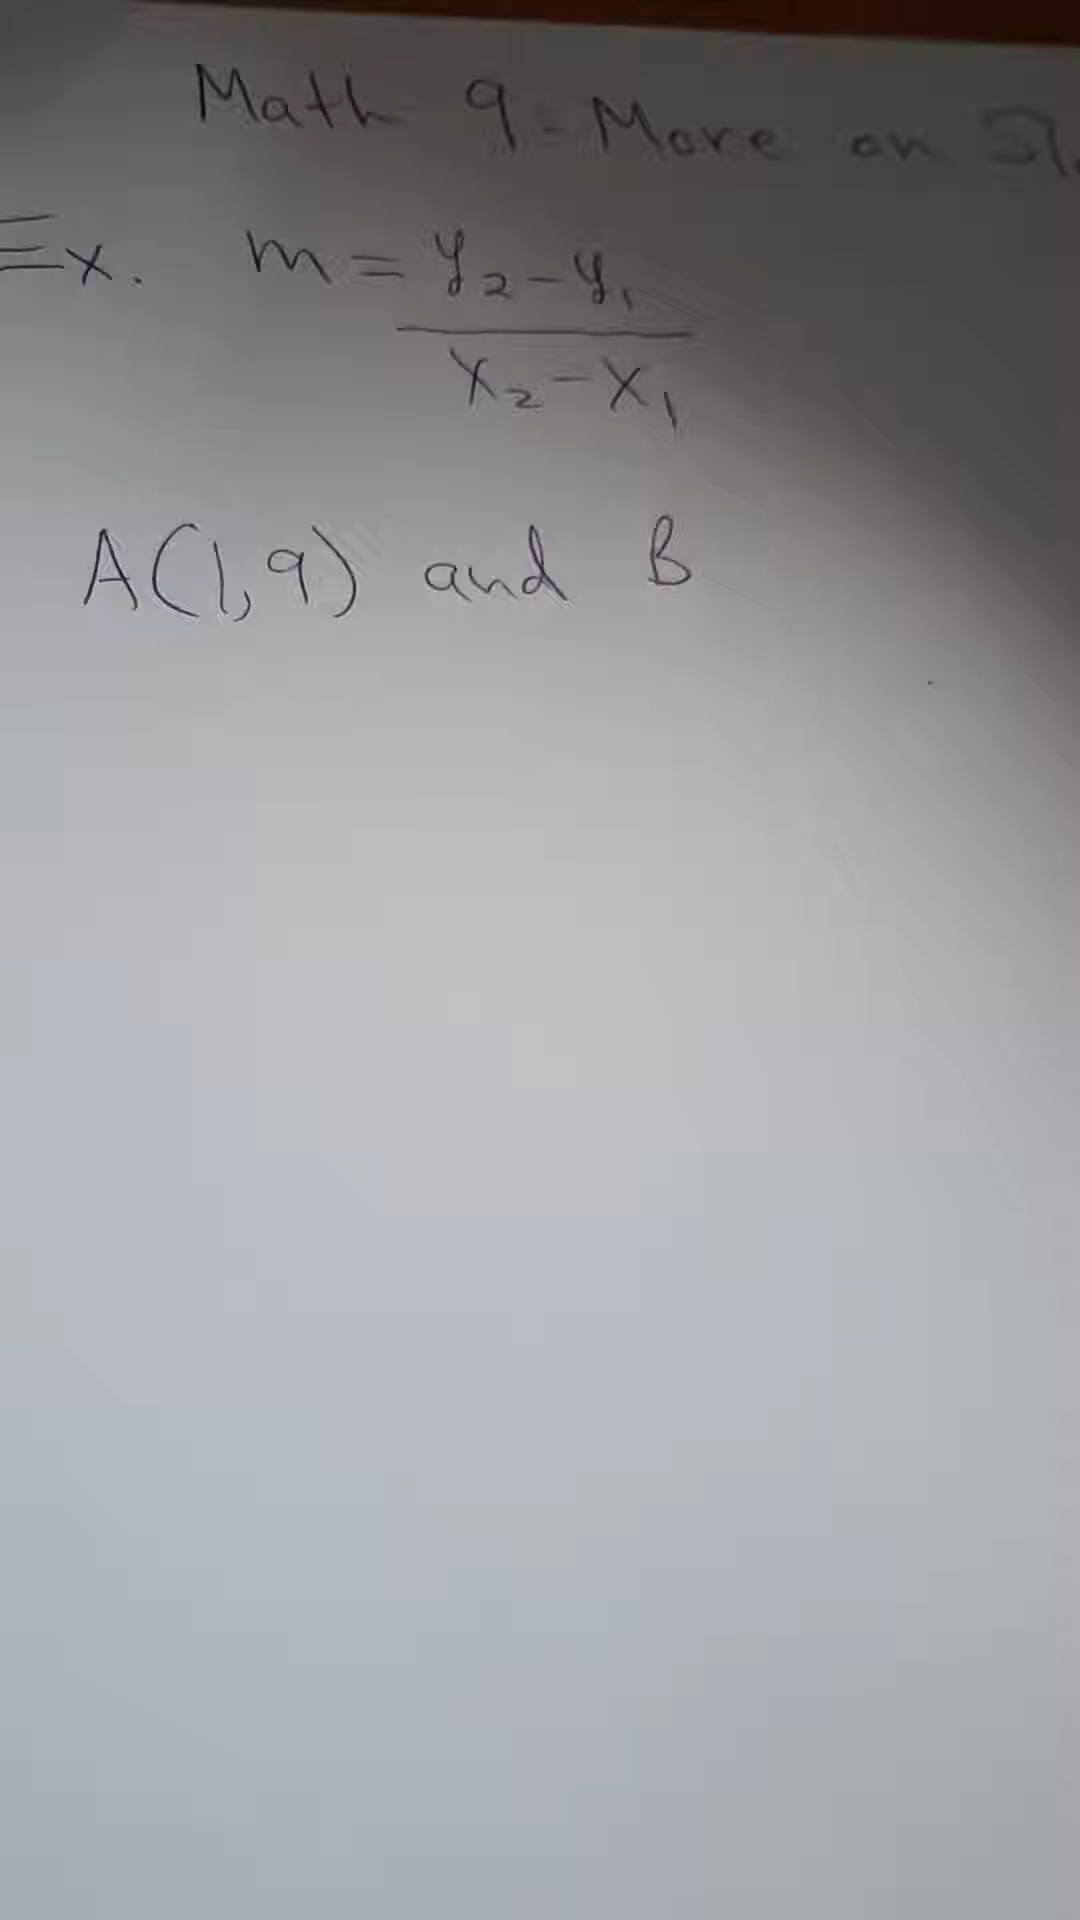 Math 9 - More on
Ex. m = y₂ - y₁
x₂ - x₁
A(1,9) and B